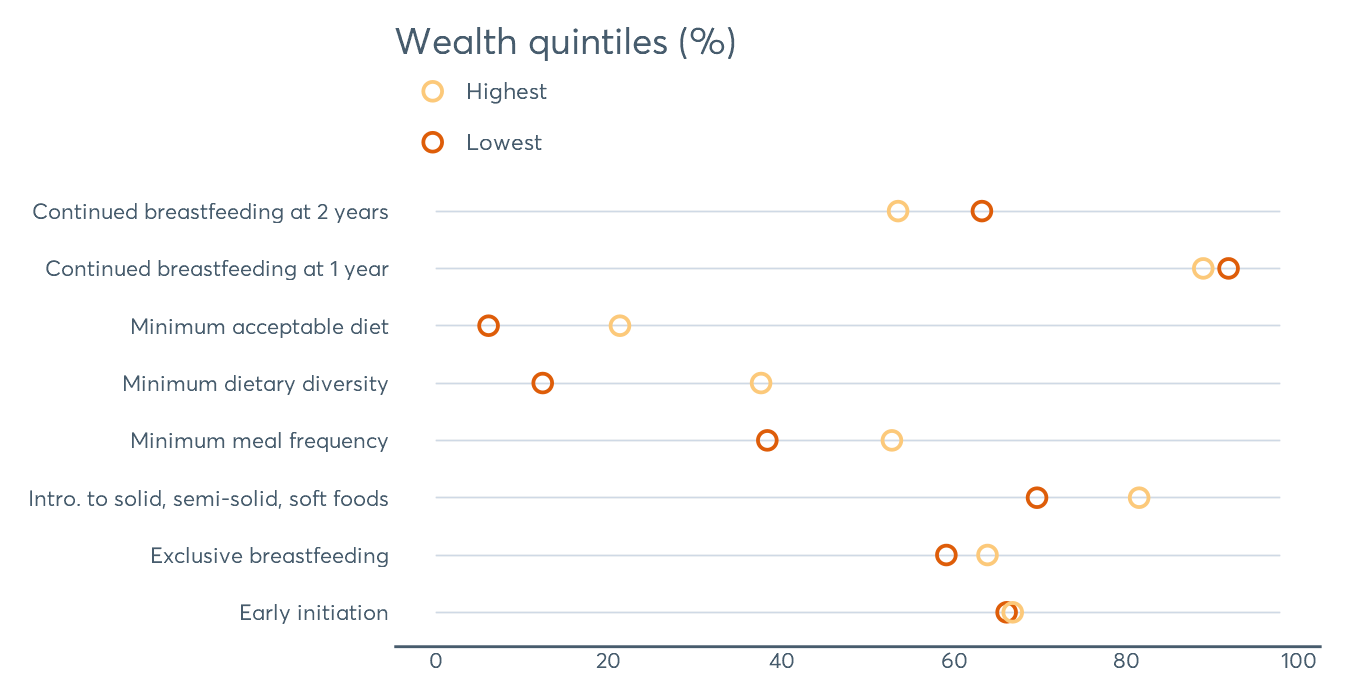 Wealth quintiles (%)
Highest
Lowest
Continued breastfeeding at 2 years
Continued breastfeeding at 1 year
Minimum acceptable diet
Minimum dietary diversity
Minimum meal frequency
Intro. to solid, semi-solid, soft foods
Exclusive breastfeeding
Early initiation
0 20 40 60 80 100